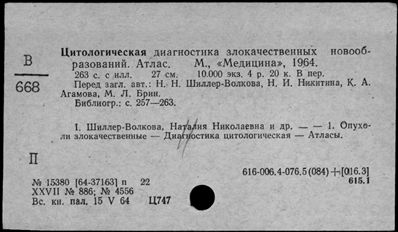 В
668
Цитологическая диагностика злокачественных новооб-
разований. Атлас. М., «Медицина», 1964.
263 с. с илл. 27 см. 10.000 экз. 4 р. 20 к. В пер.
Перед загл. авт.: Н. Н. Шиллер-Волкова, Н. И. Никитина, К. А.
Агамова, М. Л. Брин.
Библиогр.: с. 257—263.
1. Шиллер-Волкова, Наталия Николаевна и др. — — 1. Опухо-
ли злокачественные — Диагностика цитологическая — Атласы.
П
№ 15380 [64-37163] п 22
XXVII № 886; № 4556
Вс. кн. пал. 15 V 64 Ц747
616-006.4-076.5 (084)+[016.3]
615.1